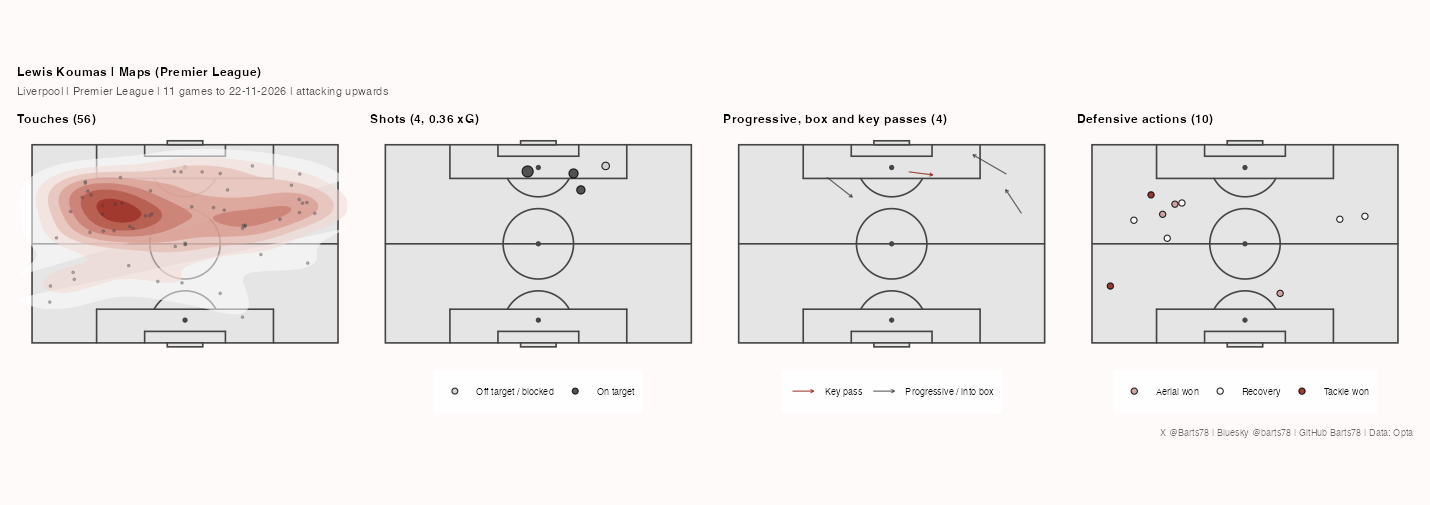 Lewis Koumas | Maps (Premier League)
Liverpool | Premier League | 11 games to 22-11-2026 | attacking upwards
Touches (56)
Shots (4, 0.36 xG)
Progressive, box and key passes (4)
Defensive actions (10)
Off target / blocked
On target
Key pass
Progressive / into box
Aerial won
Recovery
Tackle won
X @Barts78 | Bluesky @barts78 | GitHub Barts78 | Data: Opta